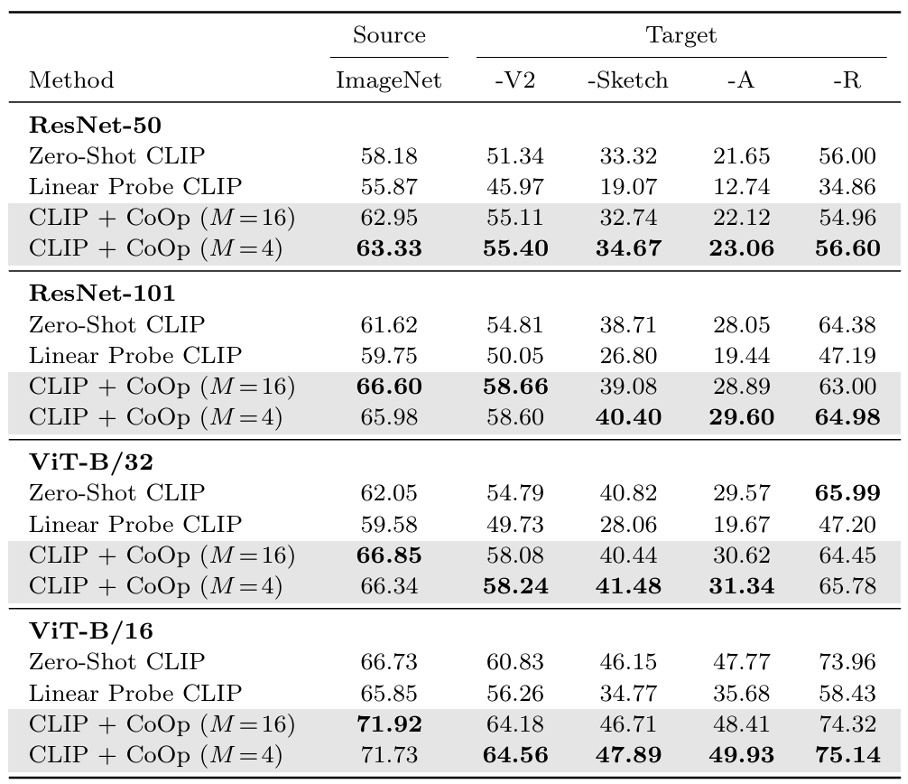 Source Target
Method ImageNet -V2 -Sketch -A -R
ResNet-50
Zero-Shot CLIP 58.18 51.34 33.32 21.65 56.00
Linear Probe CLIP 55.87 45.97 19.07 12.74 34.86
CLIP + CoOp (M = 16) 62.95 55.11 32.74 22.12 54.96
CLIP + CoOp (M = 4) 63.33 55.40 34.67 23.06 56.60
ResNet-101
Zero-Shot CLIP 61.62 54.81 38.71 28.05 64.38
Linear Probe CLIP 59.75 50.05 26.80 19.44 47.19
CLIP + CoOp (M = 16) 66.60 58.66 39.08 28.89 63.00
CLIP + CoOp (M = 4) 65.98 58.60 40.40 29.60 64.98
ViT-B/32
Zero-Shot CLIP 62.05 54.79 40.82 29.57 65.99
Linear Probe CLIP 59.58 49.73 28.06 19.67 47.20
CLIP + CoOp (M = 16) 66.85 58.08 40.44 30.62 64.45
CLIP + CoOp (M = 4) 66.34 58.24 41.48 31.34 65.78
ViT-B/16
Zero-Shot CLIP 66.73 60.83 46.15 47.77 73.96
Linear Probe CLIP 65.85 56.26 34.77 35.68 58.43
CLIP + CoOp (M = 16) 71.92 64.18 46.71 48.41 74.32
CLIP + CoOp (M = 4) 71.73 64.56 47.89 49.93 75.14